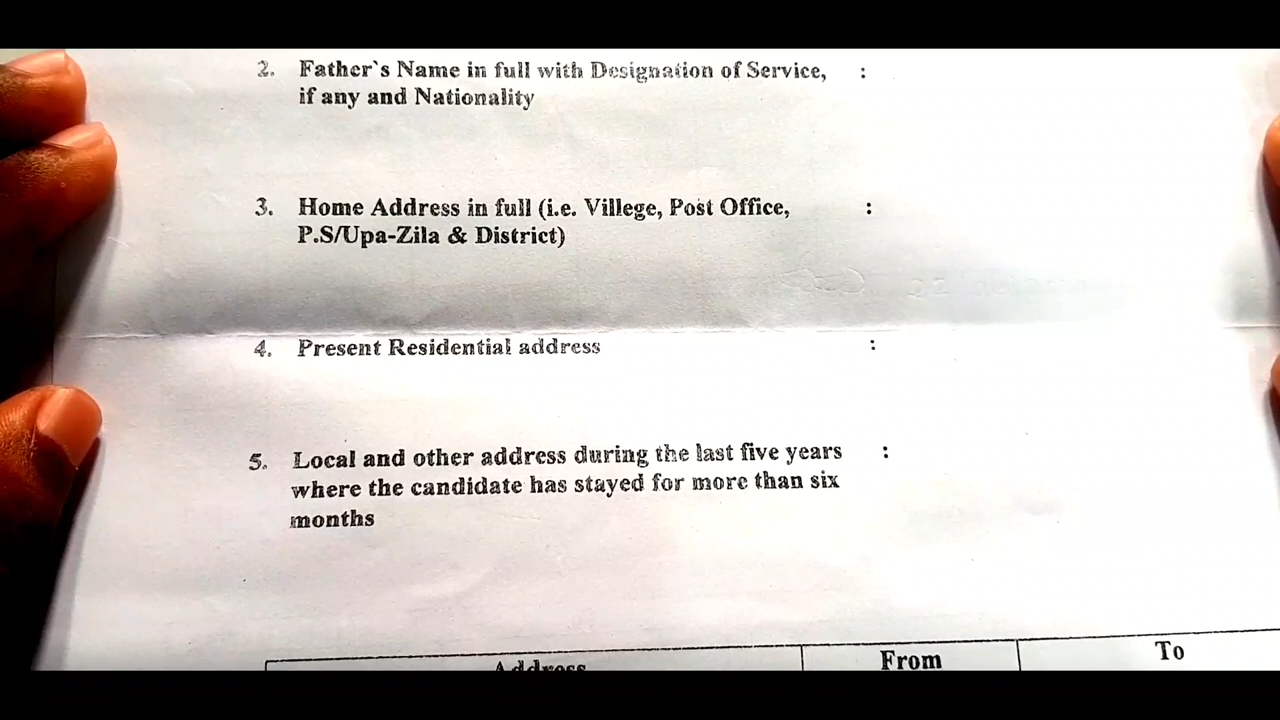 2. Father`s Name in full with Designation of Service, :
if any and Nationality
3. Home Address in full (i.e. Villege, Post Office, :
P.S/Upa-Zila & District)
4. Present Residential address :
5. Local and other address during the last five years :
where the candidate has stayed for more than six
months
Address From To